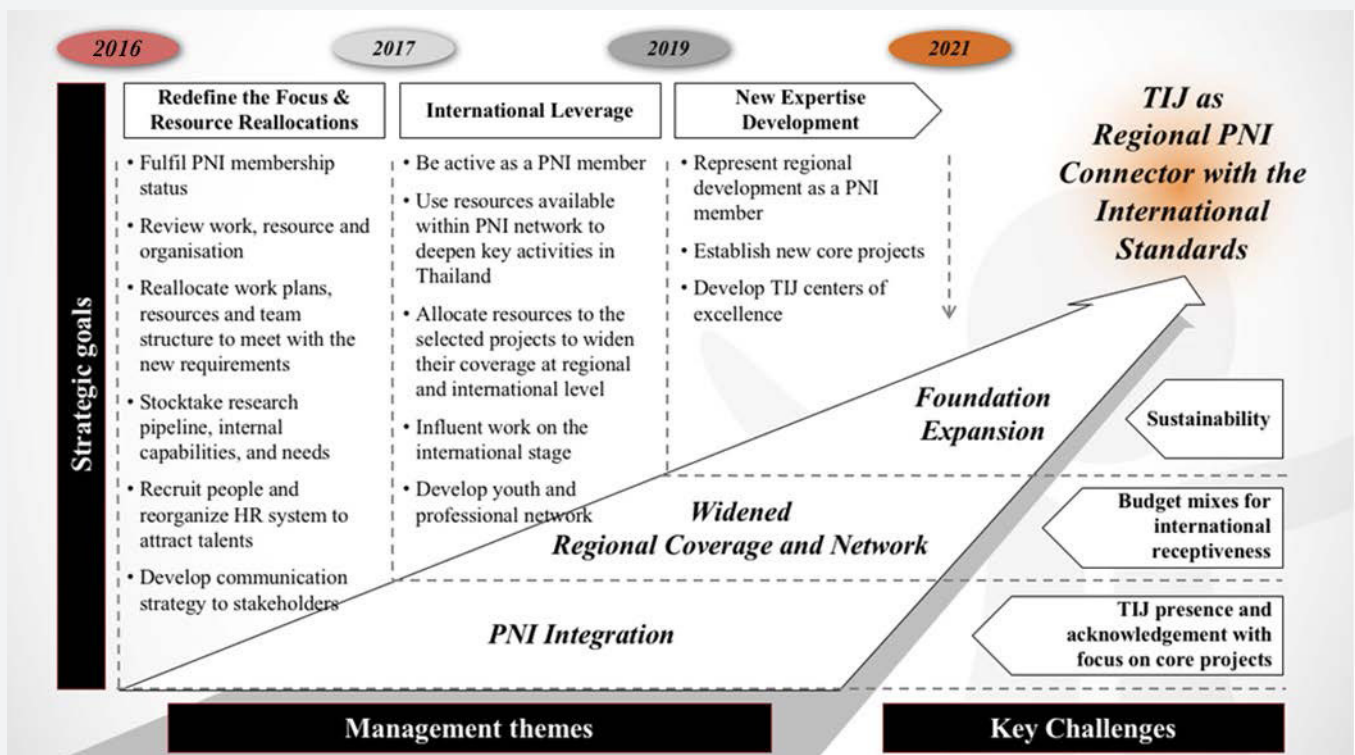 2016
2017
2019
2021
Strategic goals
Redefine the Focus &
Resource Reallocations
• Fulfil PNI membership
status
• Review work, resource and
organisation
• Reallocate work plans,
resources and team
structure to meet with the
new requirements
• Stocktake research
pipeline, internal
capabilities, and needs
• Recruit people and
reorganize HR system to
attract talents
• Develop communication
strategy to stakeholders
International Leverage
• Be active as a PNI member
• Use resources available
within PNI network to
deepen key activities in
Thailand
• Allocate resources to the
selected projects to widen
their coverage at regional
and international level
• Influent work on the
international stage
• Develop youth and
professional network
New Expertise
Development
• Represent regional
development as a PNI
member
• Establish new core projects
• Develop TIJ centers of
excellence
TIJ as
Regional PNI
Connector with the
International
Standards
Foundation
Expansion
Widened
Regional Coverage and Network
PNI Integration
Sustainability
Budget mixes for
international
receptiveness
TIJ presence and
acknowledgement with
focus on core projects
Management themes
Key Challenges